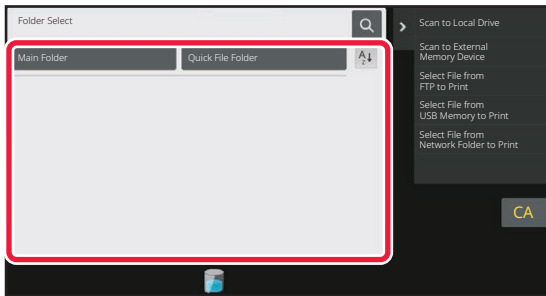 Folder Select
Main Folder
Quick File Folder
A
Z
Scan to Local Drive
Scan to External
Memory Device
Select File from
FTP to Print
Select File from
USB Memory to Print
Select File from
Network Folder to Print
CA